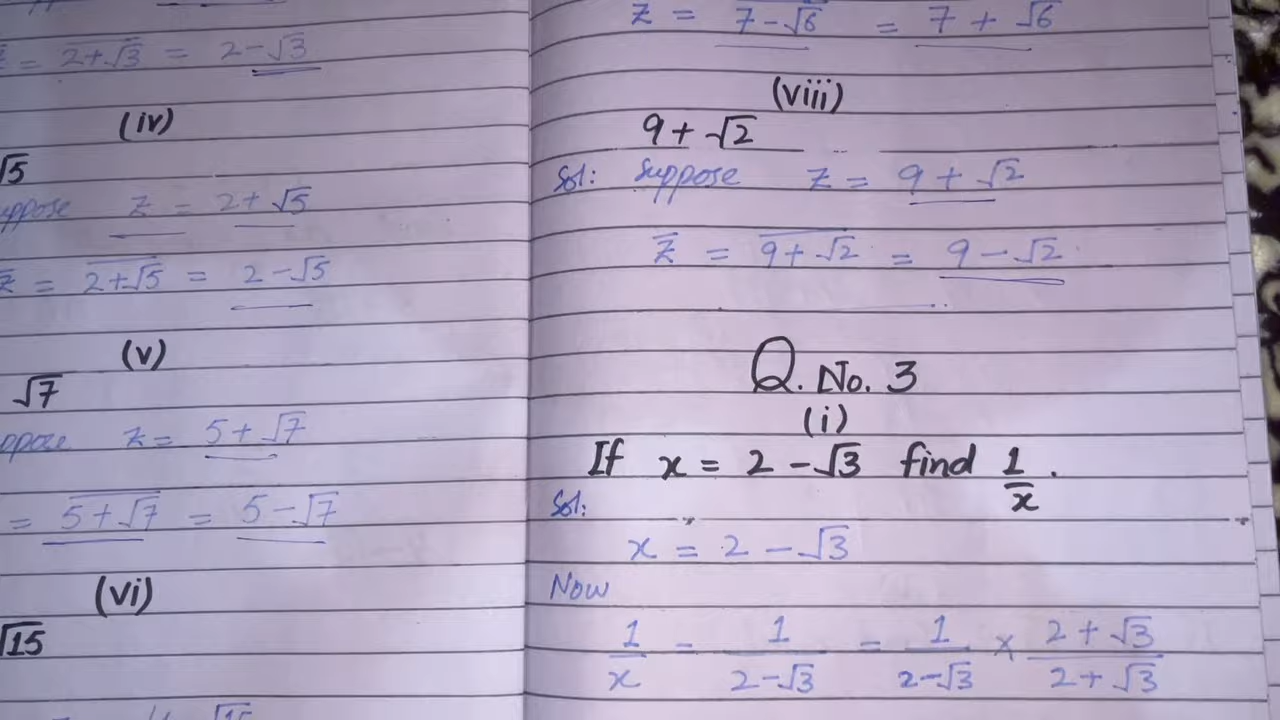 z̄ = 2+√3 = 2-√3
(iv)
√5
uppose z = 2+√5
z̄ = 2+√5 = 2-√5
(v)
√7
ppose z = 5+√7
= 5+√7 = 5-√7
(vi)
√15
z = 7-√6 = 7+√6
(viii)
9+√2
Sol: Suppose z = 9+√2
z̄ = 9+√2 = 9-√2
Q. No. 3
(i)
If x = 2-√3 find 1/x.
Sol:
x = 2-√3
Now
1/x = 1/2-√3 = 1/2-√3 × 2+√3/2+√3